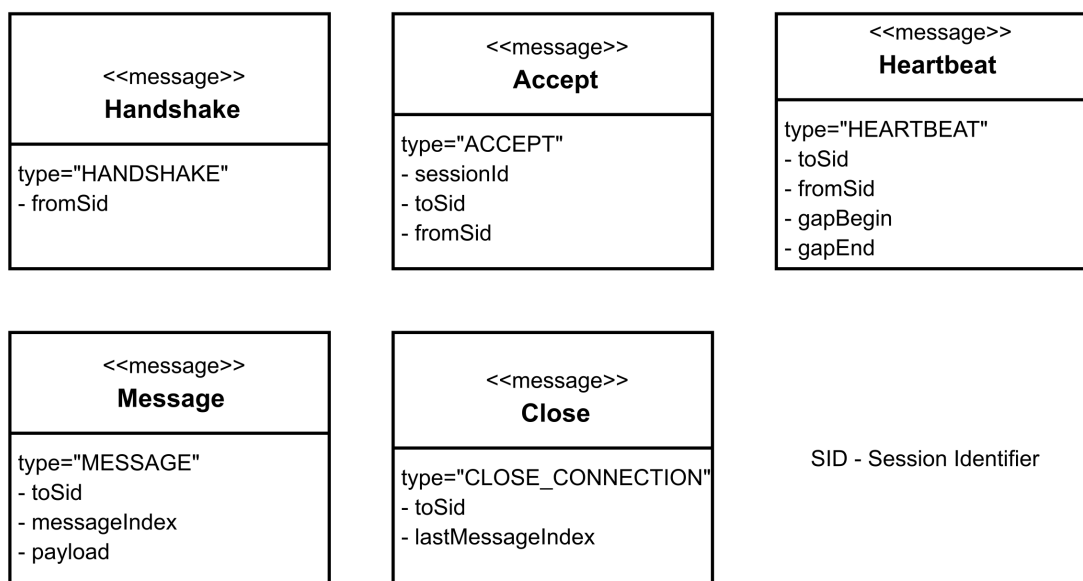 <<message>>
Handshake
type="HANDSHAKE"
- fromSid
<<message>>
Accept
type="ACCEPT"
- sessionId
- toSid
- fromSid
<<message>>
Heartbeat
type="HEARTBEAT"
- toSid
- fromSid
- gapBegin
- gapEnd
<<message>>
Message
type="MESSAGE"
- toSid
- messageIndex
- payload
<<message>>
Close
type="CLOSE_CONNECTION"
- toSid
- lastMessageIndex
SID - Session Identifier